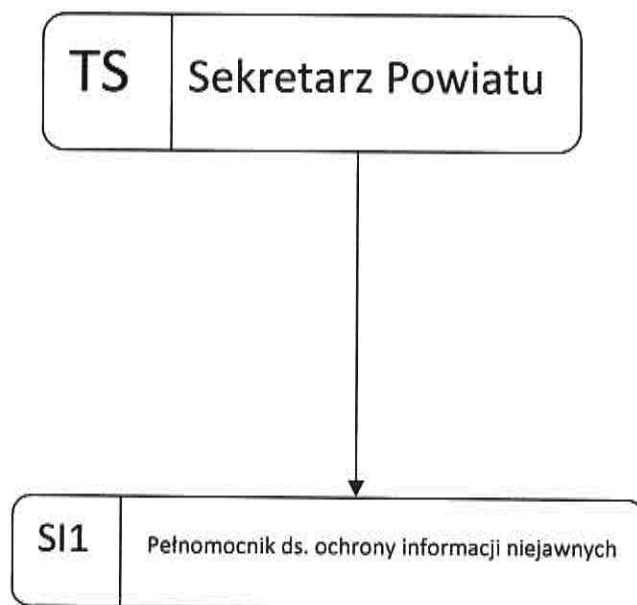 TS Sekretarz Powiatu
SI1 Pełnomocnik ds. ochrony informacji niejawnych